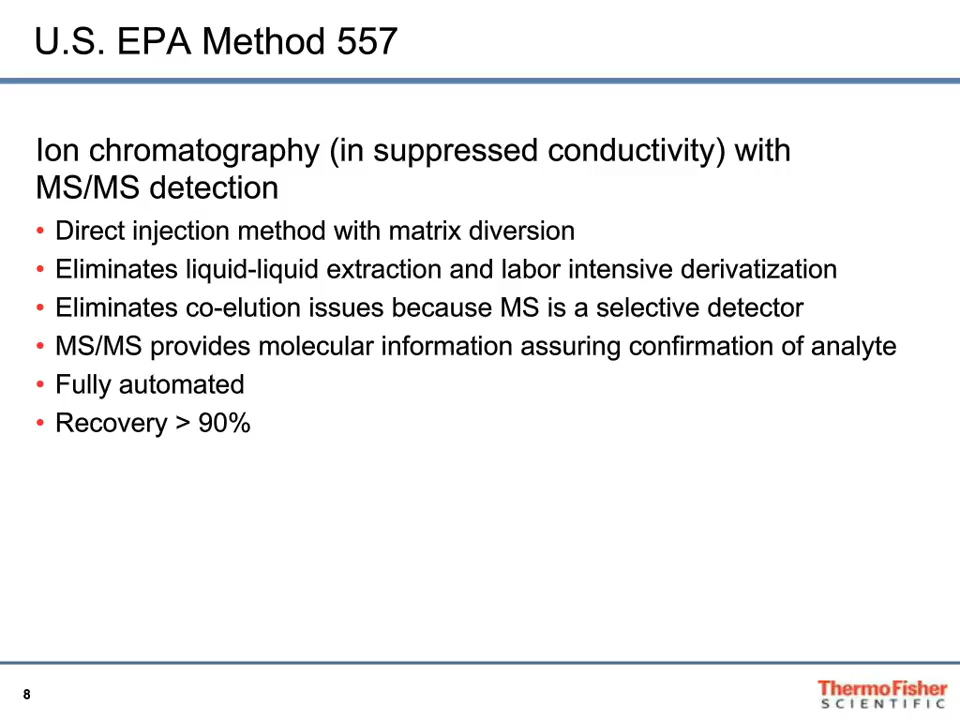 U.S. EPA Method 557
Ion chromatography (in suppressed conductivity) with
MS/MS detection
• Direct injection method with matrix diversion
• Eliminates liquid-liquid extraction and labor intensive derivatization
• Eliminates co-elution issues because MS is a selective detector
• MS/MS provides molecular information assuring confirmation of analyte
• Fully automated
• Recovery > 90%
8
ThermoFisher
SCIENTIFIC